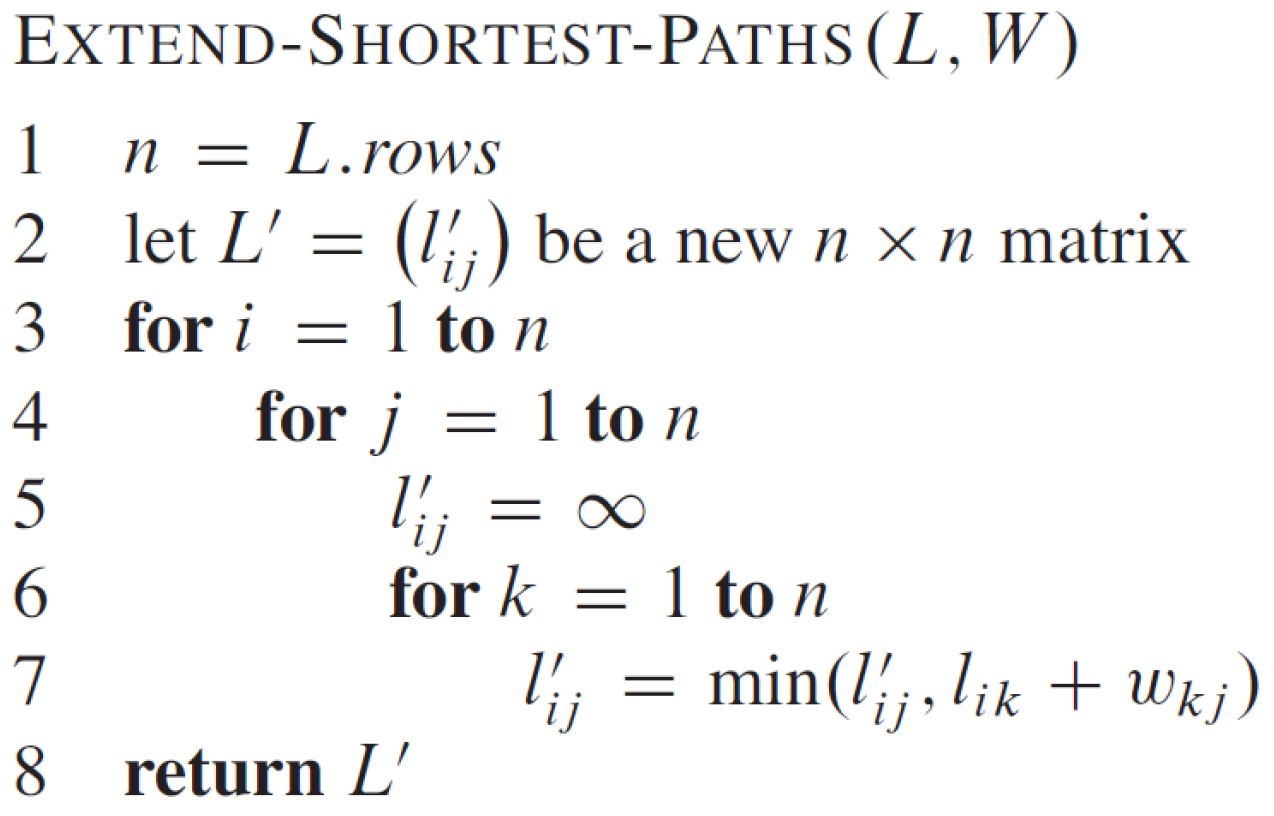 EXTEND-SHORTEST-PATHS(L, W)
1 n = L.rows
2 let L′ = (l′ij) be a new n × n matrix
3 for i = 1 to n
4 for j = 1 to n
5 l′ij = ∞
6 for k = 1 to n
7 l′ij = min(l′ij, lik + wkj)
8 return L′